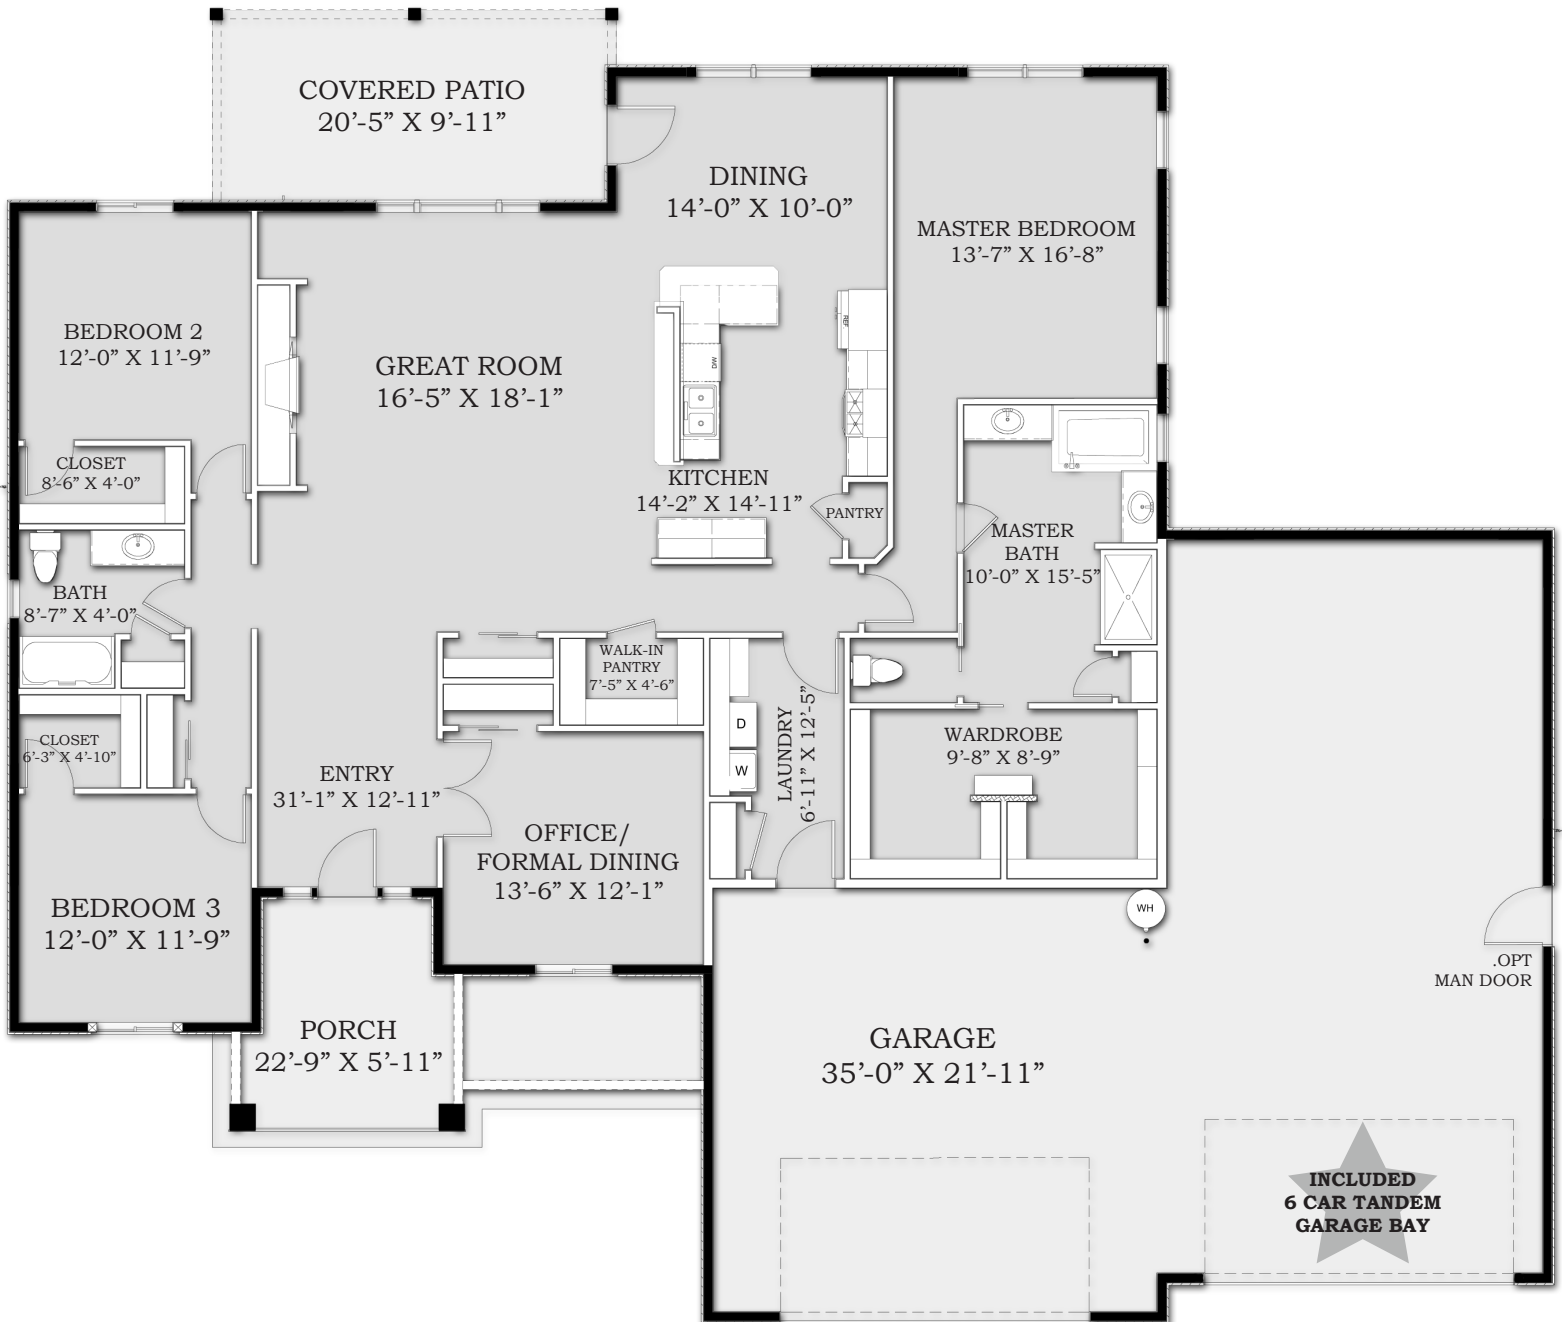 COVERED PATIO
20’-5” X 9’-11”
DINING
14’-0” X 10’-0”
MASTER BEDROOM
13’-7” X 16’-8”
BEDROOM 2
12’-0” X 11’-9”
GREAT ROOM
16’-5” X 18’-1”
REF
DW
CLOSET
8’-6” X 4’-0”
KITCHEN
14’-2” X 14’-11”
PANTRY
MASTER
BATH
10’-0” X 15’-5”
BATH
8’-7” X 4’-0”
WALK-IN
PANTRY
7’-5” X 4’-6”
LAUNDRY
6’-11” X 12’-5”
D
W
WARDROBE
9’-8” X 8’-9”
CLOSET
6’-3” X 4’-10”
ENTRY
31’-1” X 12’-11”
OFFICE/
FORMAL DINING
13’-6” X 12’-1”
BEDROOM 3
12’-0” X 11’-9”
WH
.OPT
MAN DOOR
PORCH
22’-9” X 5’-11”
GARAGE
35’-0” X 21’-11”
INCLUDED
6 CAR TANDEM
GARAGE BAY